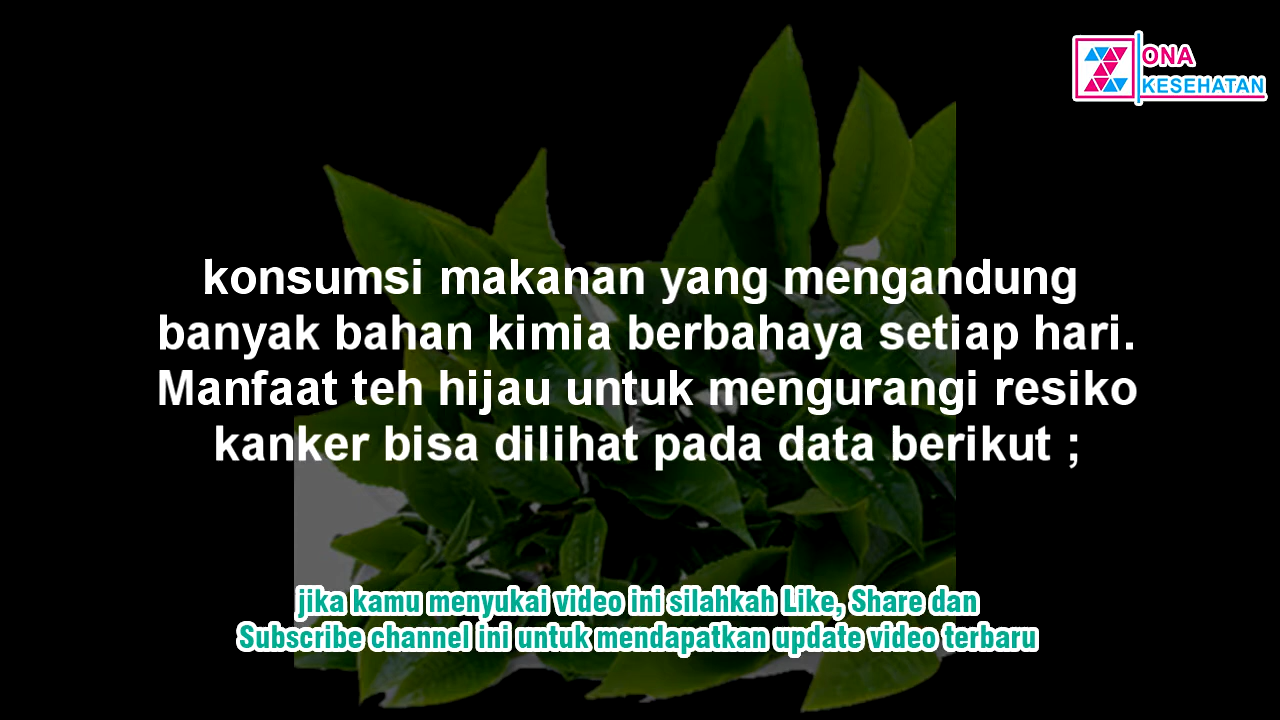 ZONA
KESEHATAN
konsumsi makanan yang mengandung
banyak bahan kimia berbahaya setiap hari.
Manfaat teh hijau untuk mengurangi resiko
kanker bisa dilihat pada data berikut ;
jika kamu menyukai video ini silahkah Like, Share dan
Subscribe channel ini untuk mendapatkan update video terbaru